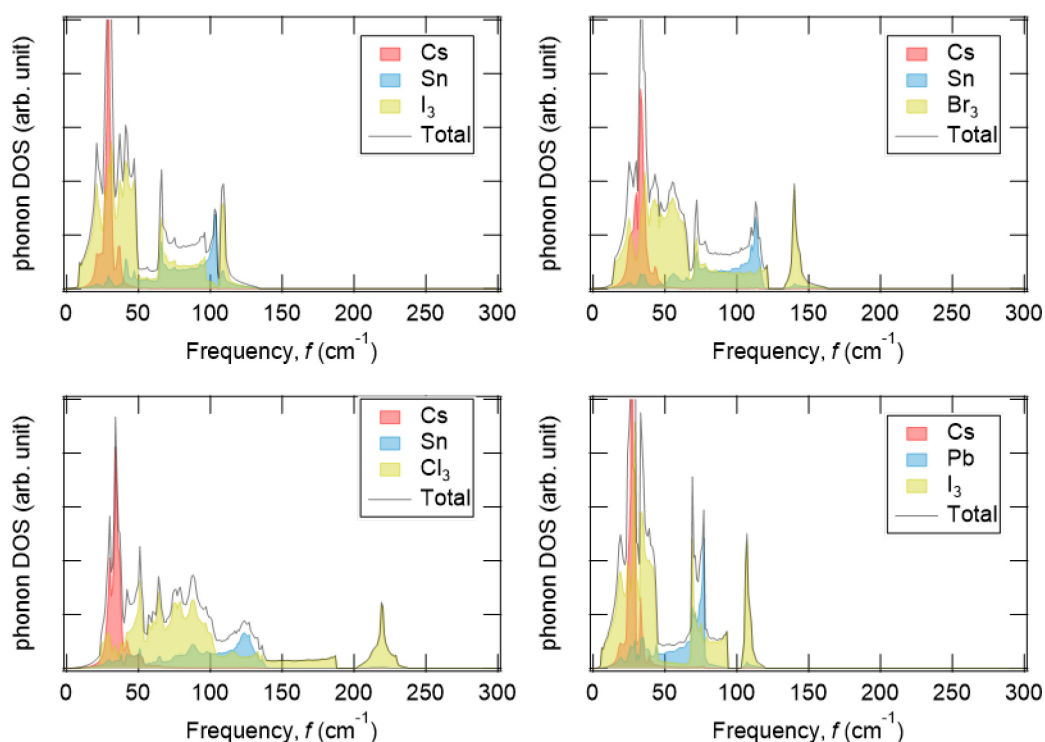 phonon DOS (arb. unit)
Cs
Sn
I₃
Total
0 50 100 150 200 250 300
Frequency, f (cm⁻¹)
phonon DOS (arb. unit)
Cs
Sn
Br₃
Total
0 50 100 150 200 250 300
Frequency, f (cm⁻¹)
phonon DOS (arb. unit)
Cs
Sn
Cl₃
Total
0 50 100 150 200 250 300
Frequency, f (cm⁻¹)
phonon DOS (arb. unit)
Cs
Pb
I₃
Total
0 50 100 150 200 250 300
Frequency, f (cm⁻¹)